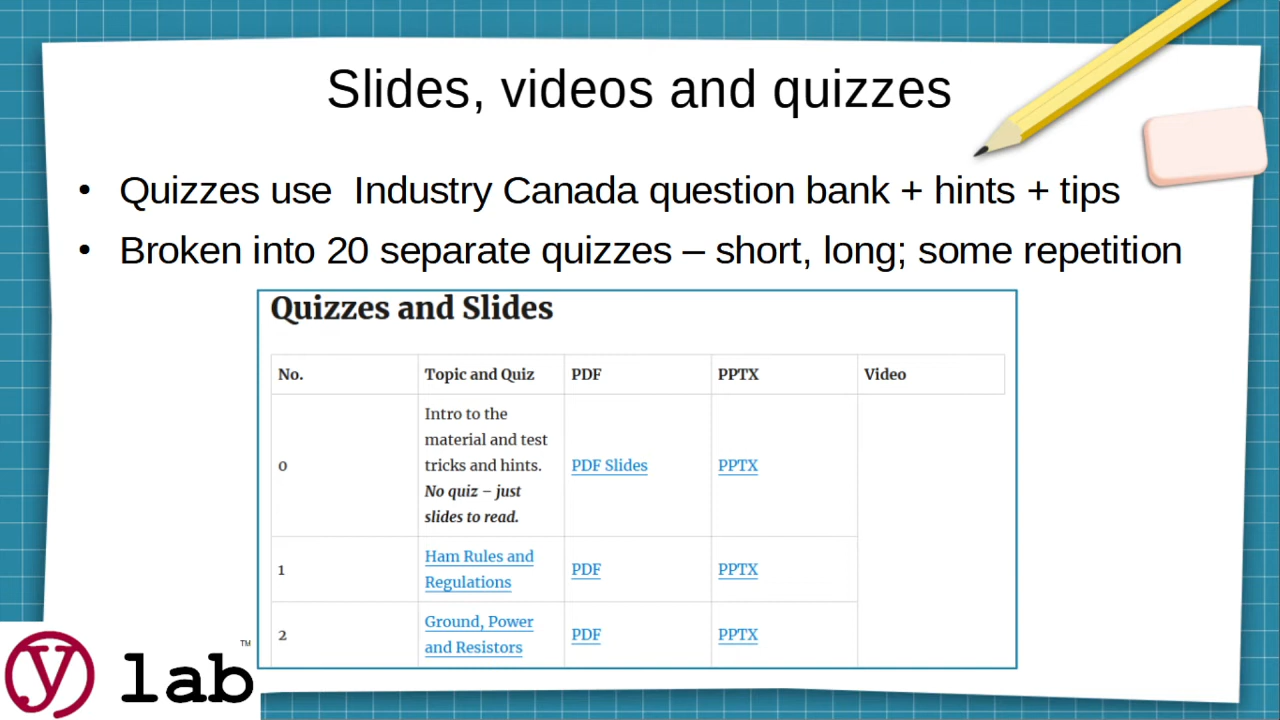 Slides, videos and quizzes
• Quizzes use  Industry Canada question bank + hints + tips
• Broken into 20 separate quizzes – short, long; some repetition
Quizzes and Slides
No. Topic and Quiz PDF PPTX Video
Intro to the
material and test
0 tricks and hints. PDF Slides PPTX
No quiz – just
slides to read.
1 Ham Rules and PDF PPTX
Regulations
2 Ground, Power PDF PPTX
and Resistors
y lab ™